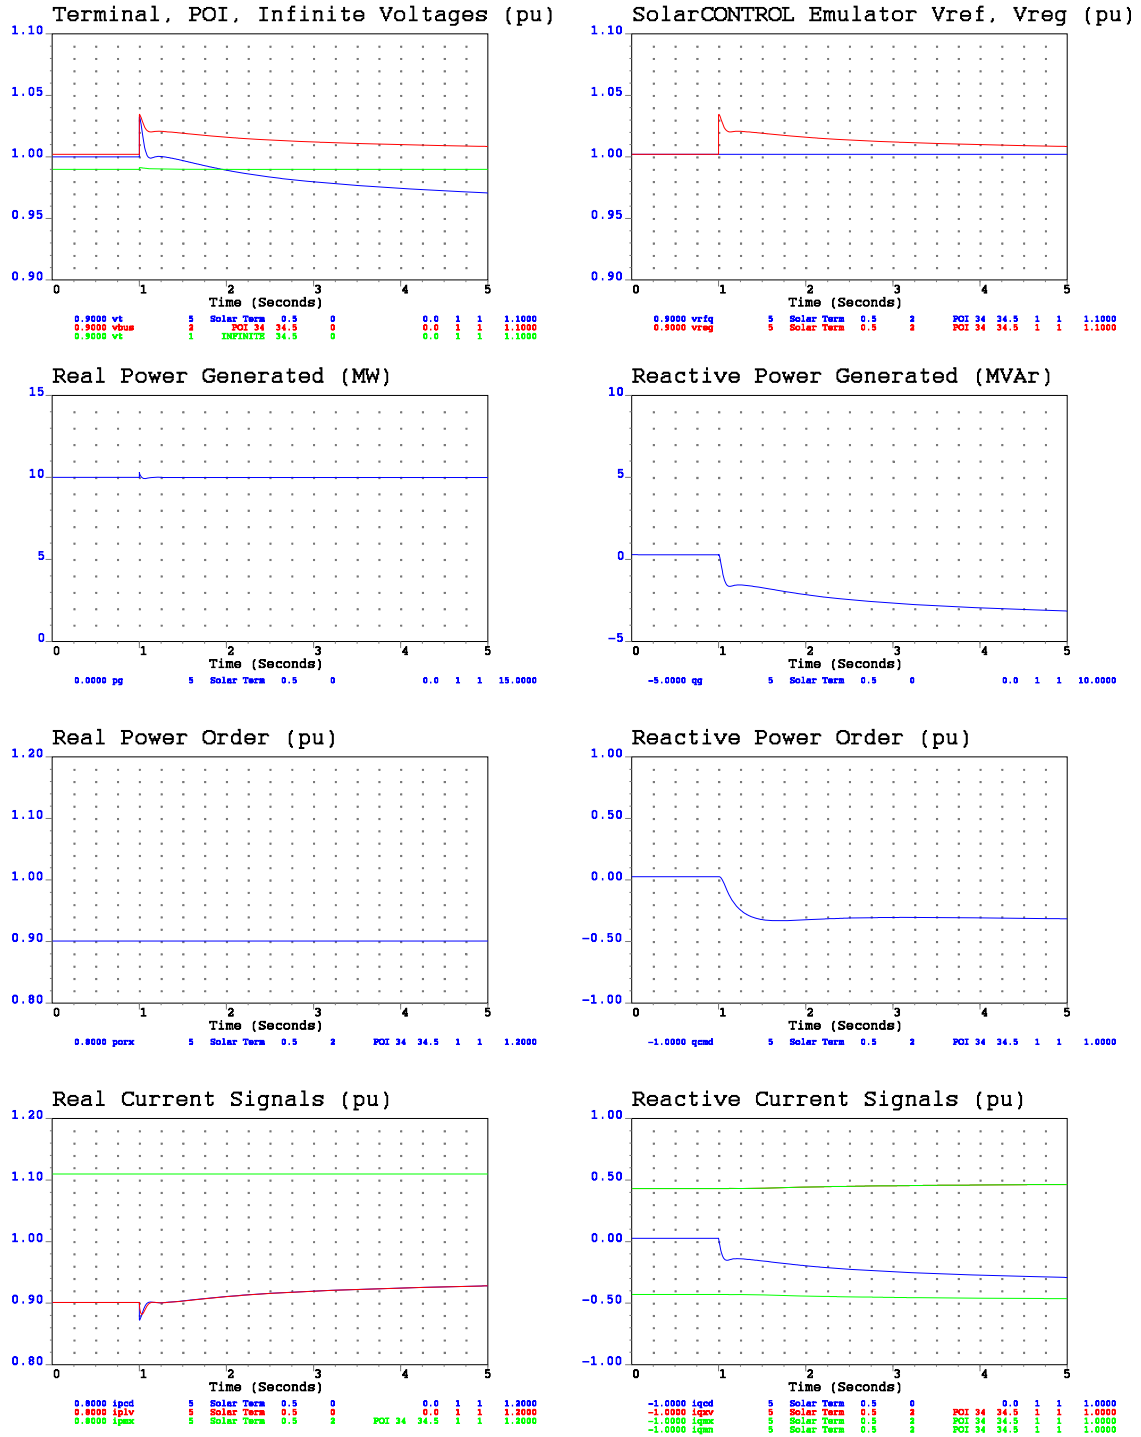 Terminal, POI, Infinite Voltages (pu)
1.10
1.05
1.00
0.95
0.90
0 1 2 3 4 5
Time (Seconds)
0.9000 vt 5 Solar Term 0.5 0 0.0 1 1 1.1000
0.9000 vbus 2 POI 34 34.5 0 0.0 1 1 1.1000
0.9000 vt 1 INFINITE 34.5 0 0.0 1 1 1.1000
SolarCONTROL Emulator Vref, Vreg (pu)
1.10
1.05
1.00
0.95
0.90
0 1 2 3 4 5
Time (Seconds)
0.9000 vrfq 5 Solar Term 0.5 2 POI 34 34.5 1 1 1.1000
0.9000 vreg 5 Solar Term 0.5 2 POI 34 34.5 1 1 1.1000
Real Power Generated (MW)
15
10
5
0
0 1 2 3 4 5
Time (Seconds)
0.0000 pg 5 Solar Term 0.5 0 0.0 1 1 15.0000
Reactive Power Generated (MVAr)
10
5
0
-5
0 1 2 3 4 5
Time (Seconds)
-5.0000 qg 5 Solar Term 0.5 0 0.0 1 1 10.0000
Real Power Order (pu)
1.20
1.10
1.00
0.90
0.80
0 1 2 3 4 5
Time (Seconds)
0.8000 porx 5 Solar Term 0.5 2 POI 34 34.5 1 1 1.2000
Reactive Power Order (pu)
1.00
0.50
0.00
-0.50
-1.00
0 1 2 3 4 5
Time (Seconds)
-1.0000 qcmd 5 Solar Term 0.5 2 POI 34 34.5 1 1 1.0000
Real Current Signals (pu)
1.20
1.10
1.00
0.90
0.80
0 1 2 3 4 5
Time (Seconds)
0.8000 ipcd 5 Solar Term 0.5 0 0.0 1 1 1.2000
0.8000 iplv 5 Solar Term 0.5 0 0.0 1 1 1.2000
0.8000 ipmx 5 Solar Term 0.5 2 POI 34 34.5 1 1 1.2000
Reactive Current Signals (pu)
1.00
0.50
0.00
-0.50
-1.00
0 1 2 3 4 5
Time (Seconds)
-1.0000 iqcd 5 Solar Term 0.5 0 0.0 1 1 1.0000
-1.0000 iqxv 5 Solar Term 0.5 2 POI 34 34.5 1 1 1.0000
-1.0000 iqmx 5 Solar Term 0.5 2 POI 34 34.5 1 1 1.0000
-1.0000 iqmn 5 Solar Term 0.5 2 POI 34 34.5 1 1 1.0000